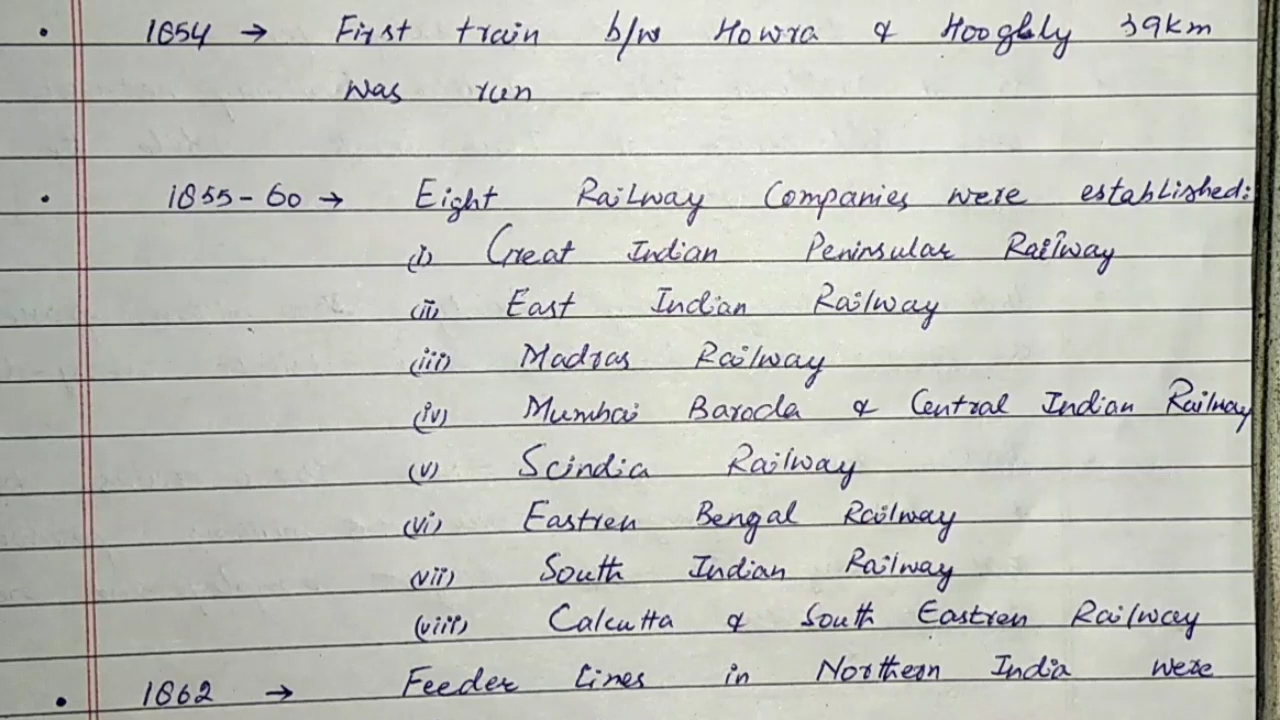 • 1854 → First train b/w Howra & Hooghly 39km
was run
• 1855-60 → Eight Railway Companies were established:
(i) Great Indian Peninsular Railway
(ii) East Indian Railway
(iii) Madras Railway
(iv) Mumbai Baroda & Central Indian Railway
(v) Scindia Railway
(vi) Eastren Bengal Railway
(vii) South Indian Railway
(viii) Calcutta & South Eastren Railway
• 1862 → Feeder Lines in Northern India were